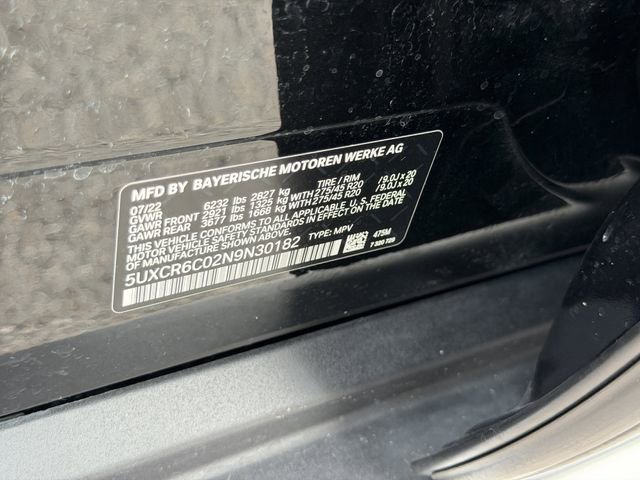 MFD BY BAYERISCHE MOTOREN WERKE AG
07/22 TIRE / RIM
GVWR 6232 lbs 2827 kg
GAWR FRONT 2921 lbs 1325 kg WITH 275/45 R20 / 9.0J x 20
GAWR REAR 3677 lbs 1668 kg WITH 275/45 R20 / 9.0J x 20
THIS VEHICLE CONFORMS TO ALL APPLICABLE U.S. FEDERAL
MOTOR VEHICLE SAFETY STANDARDS IN EFFECT ON THE DATE
OF MANUFACTURE SHOWN ABOVE.
5UXCR6C02N9N30182 TYPE: MPV
475M
7 380 729